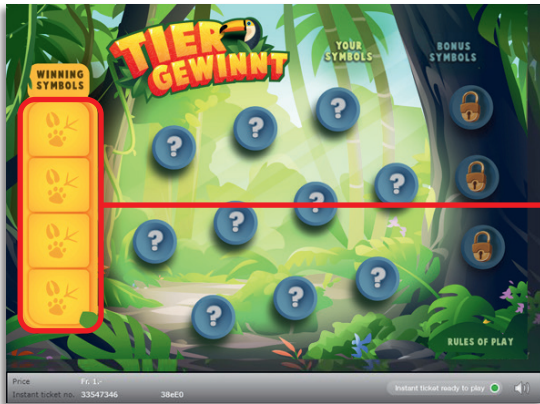 TIER
GEWINNT
YOUR
SYMBOLS
BONUS
SYMBOLS
WINNING
SYMBOLS
?
?
?
?
?
?
?
?
?
?
RULES OF PLAY
Price Fr. 1.-
Instant ticket ready to play
Instant ticket no. 33547346 38eE0